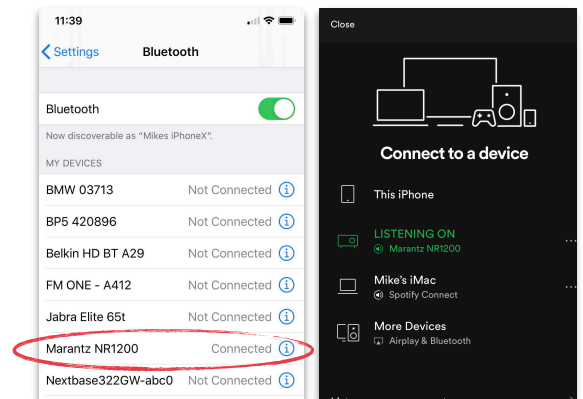 11:39
Settings
Bluetooth
Bluetooth
Now discoverable as “Mikes iPhoneX”.
MY DEVICES
BMW 03713 Not Connected
BP5 420896 Not Connected
Belkin HD BT A29 Not Connected
FM ONE - A412 Not Connected
Jabra Elite 65t Not Connected
Marantz NR1200 Connected
Nextbase322GW-abc0 Not Connected
Close
Connect to a device
This iPhone
LISTENING ON
Marantz NR1200
Mike's iMac
Spotify Connect
More Devices
Airplay & Bluetooth